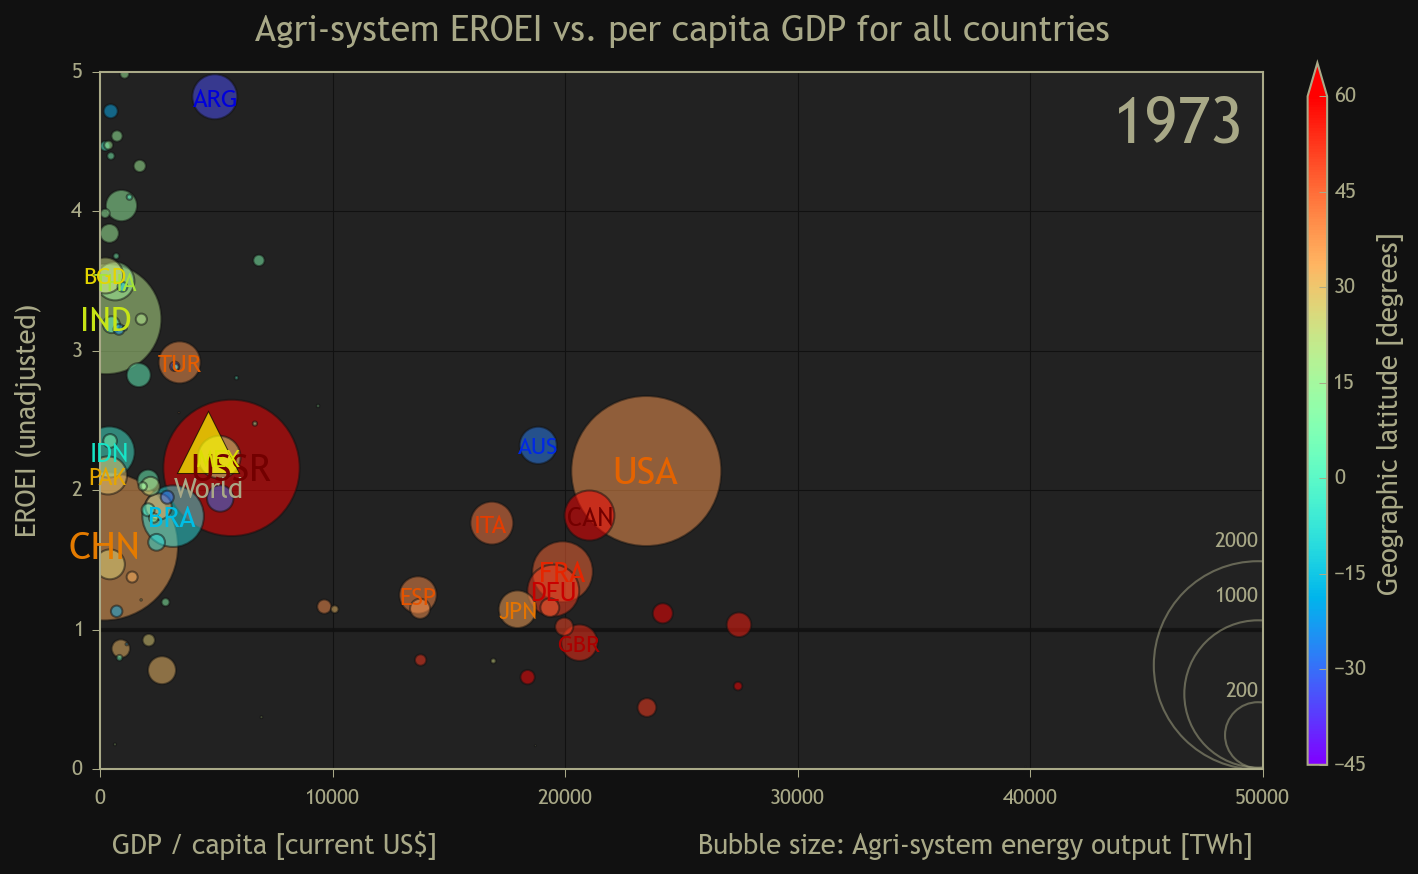 Agri-system EROEI vs. per capita GDP for all countries
1973
EROEI (unadjusted)
5
4
3
2
1
0
ARG
BGD
IND
TUR
IDN
PAK
USSR
World
BRA
CHN
AUS
USA
ITA
CAN
FRA
ESP
DEU
JPN
GBR
2000
1000
200
0
10000
20000
30000
40000
50000
GDP / capita [current US$]
Bubble size: Agri-system energy output [TWh]
60
45
30
15
0
−15
−30
−45
Geographic latitude [degrees]